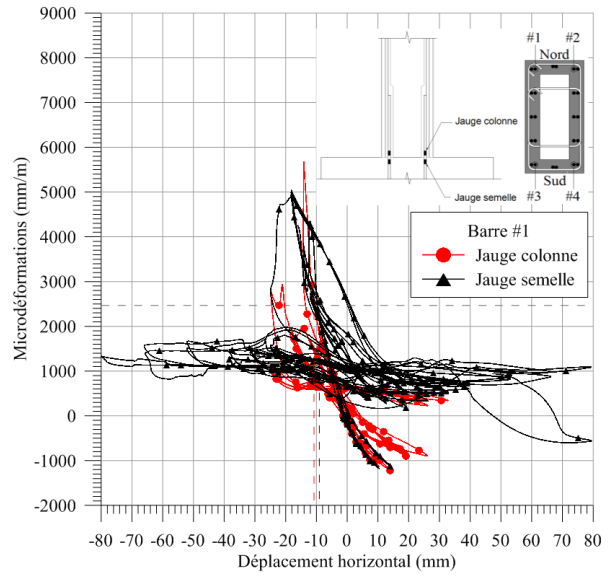 9000
8000
7000
6000
5000
4000
3000
2000
1000
0
-1000
-2000
Microdéformations (mm/m)
#1 #2
Nord
Jauge colonne
Jauge semelle
Sud
#3 #4
Barre #1
Jauge colonne
Jauge semelle
-80 -70 -60 -50 -40 -30 -20 -10 0 10 20 30 40 50 60 70 80
Déplacement horizontal (mm)